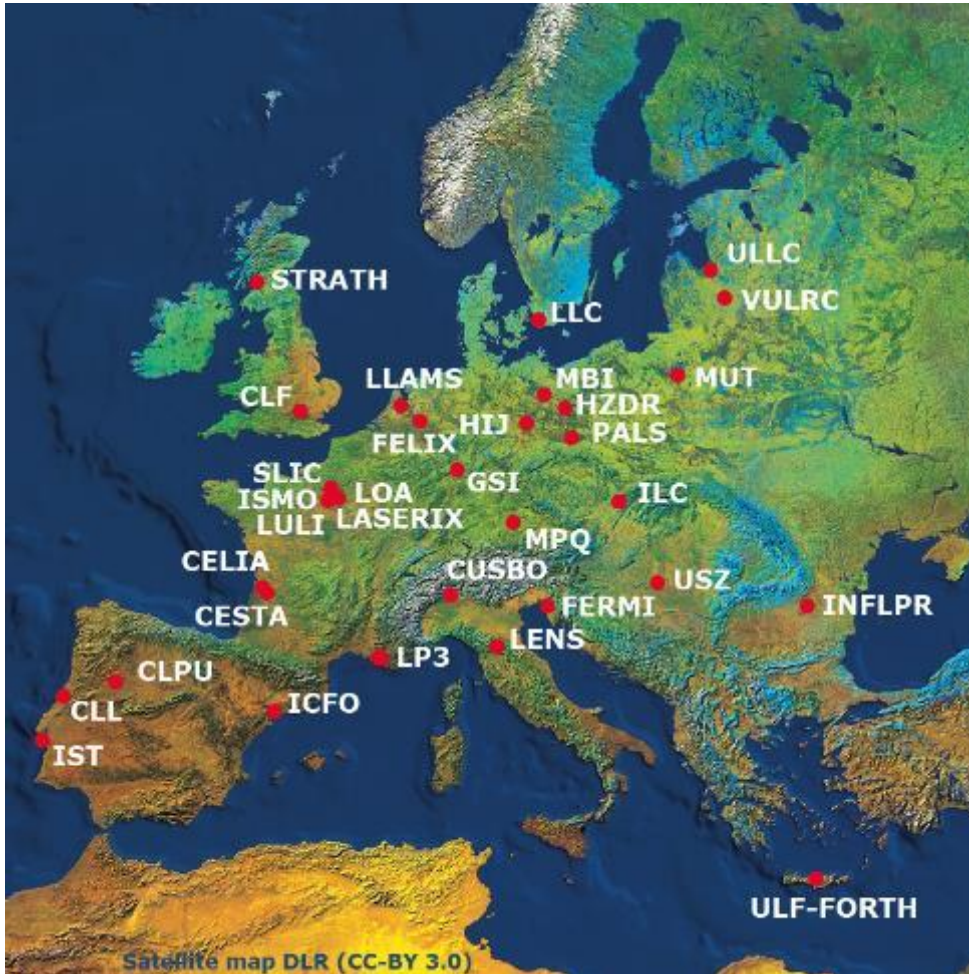 ULLC
STRATH
VULRC
LLC
MBI
MUT
LLAMS
CLF
HZDR
HIJ
PALS
FELIX
SLIC
GSI
ISMO
LOA
ILC
LULI
LASERIX
MPQ
CELIA
CUSBO
USZ
CESTA
FERMI
INFLPR
LENS
LP3
CLPU
CLL
ICFO
IST
ULF-FORTH
Satellite map DLR (CC-BY 3.0)